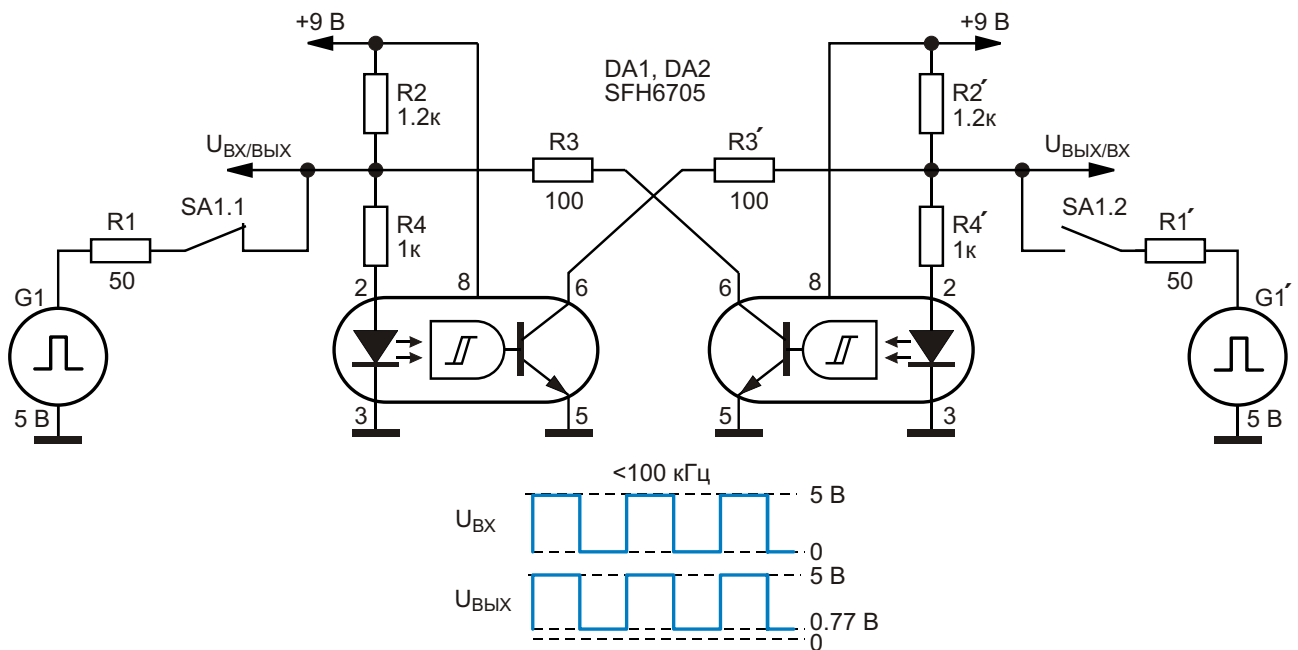 +9 В
+9 В
DA1, DA2
SFH6705
R2
1.2к
R2′
1.2к
UВХ/ВЫХ
R3
100
R3′
100
UВЫХ/ВХ
SA1.1
R1
50
R4
1к
R4′
1к
SA1.2
R1′
50
G1
5 В
2
8
6
3
5
6
8
2
5
3
G1′
5 В
<100 кГц
UВХ
5 В
0
UВЫХ
5 В
0.77 В
0